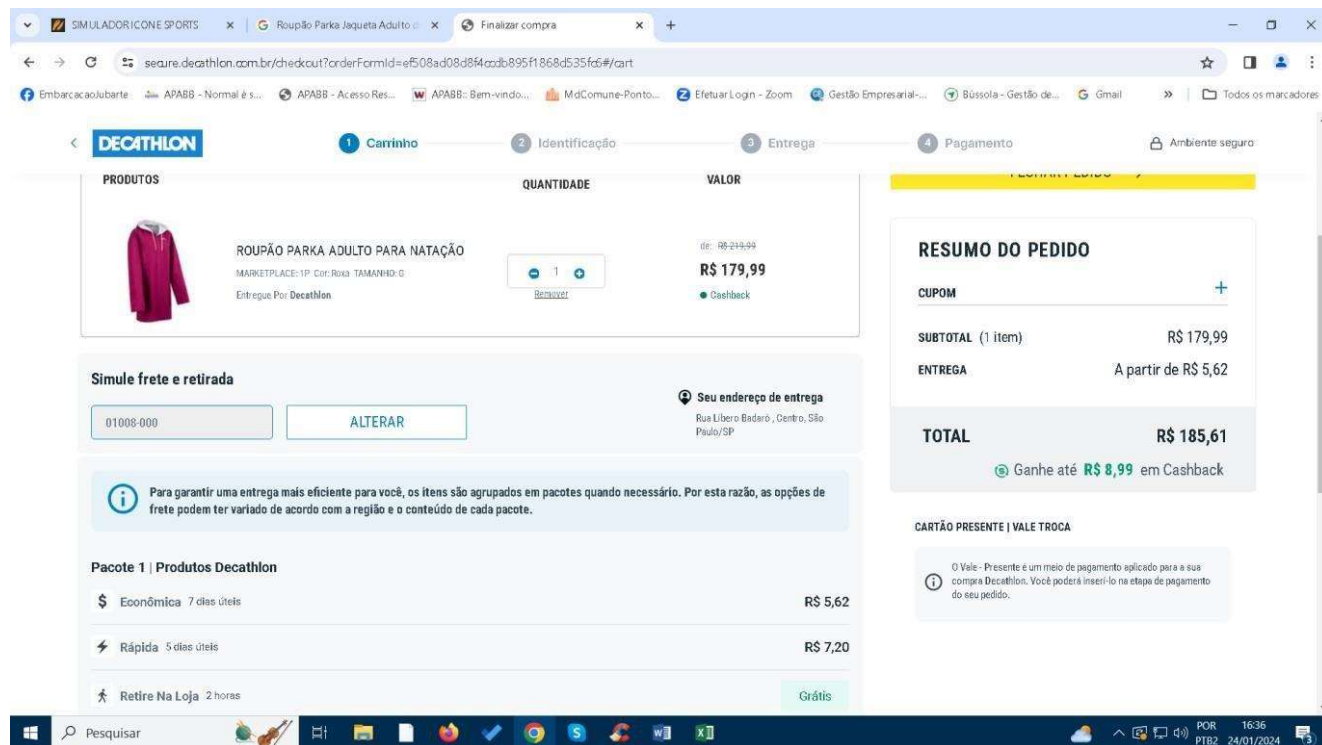 SIMULADOR ICONE SPORTS
Roupão Parka Jaqueta Adulto d
Finalizar compra
secure.decathlon.com.br/checkout?orderFormId=ef508ad08d8f4codb895f1868d535fc6#/cart
EmbarcacaoJubarte
APABB - Normal é s...
APABB - Acesso Res...
APABB:: Bem-vindo...
MdComune-Ponto...
Efetuar Login - Zoom
Gestão Empresarial-...
Bússola - Gestão de...
Gmail
»
Todos os marcadores
DECATHLON
1 Carrinho
2 Identificação
3 Entrega
4 Pagamento
Ambiente seguro
PRODUTOS
QUANTIDADE
VALOR
FECHAR PEDIDO
ROUPÃO PARKA ADULTO PARA NATAÇÃO
MARKETPLACE: 1P Cor: Roxa TAMANHO: G
Entregue Por Decathlon
1
Remover
de: R$ 219,99
R$ 179,99
Cashback
RESUMO DO PEDIDO
CUPOM +
SUBTOTAL (1 item) R$ 179,99
ENTREGA A partir de R$ 5,62
TOTAL R$ 185,61
Ganhe até R$ 8,99 em Cashback
Simule frete e retirada
01008-000
ALTERAR
Seu endereço de entrega
Rua Líbero Badaró , Centro, São
Paulo/SP
Para garantir uma entrega mais eficiente para você, os itens são agrupados em pacotes quando necessário. Por esta razão, as opções de
frete podem ter variado de acordo com a região e o conteúdo de cada pacote.
CARTÃO PRESENTE | VALE TROCA
O Vale - Presente é um meio de pagamento aplicado para a sua
compra Decathlon. Você poderá inseri-lo na etapa de pagamento
do seu pedido.
Pacote 1 | Produtos Decathlon
Econômica 7 dias úteis R$ 5,62
Rápida 5 dias úteis R$ 7,20
Retire Na Loja 2 horas Grátis
Pesquisar
POR
PTB2
16:36
24/01/2024
3